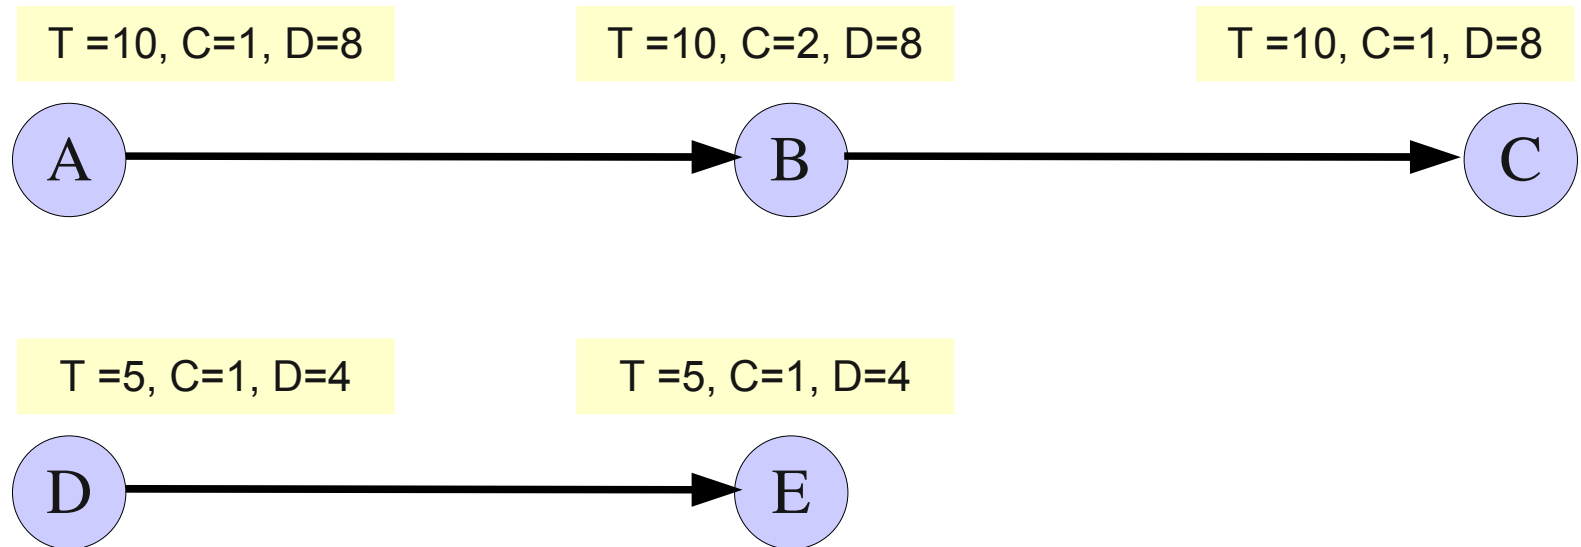 T =10, C=1, D=8
T =10, C=2, D=8
T =10, C=1, D=8
A
B
C
T =5, C=1, D=4
T =5, C=1, D=4
D
E